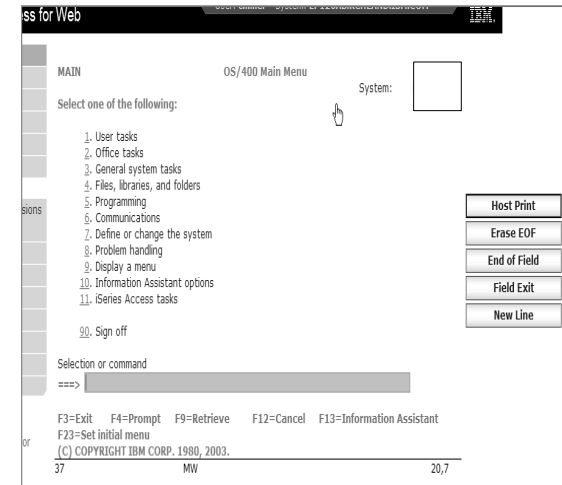 ss for Web
IBM.
MAIN OS/400 Main Menu
System:
Select one of the following:
1. User tasks
2. Office tasks
3. General system tasks
4. Files, libraries, and folders
5. Programming
6. Communications
7. Define or change the system
8. Problem handling
9. Display a menu
10. Information Assistant options
11. iSeries Access tasks
90. Sign off
Selection or command
===>
F3=Exit F4=Prompt F9=Retrieve F12=Cancel F13=Information Assistant
F23=Set initial menu
(C) COPYRIGHT IBM CORP. 1980, 2003.
37 MW 20,7
sions
or
Host Print
Erase EOF
End of Field
Field Exit
New Line